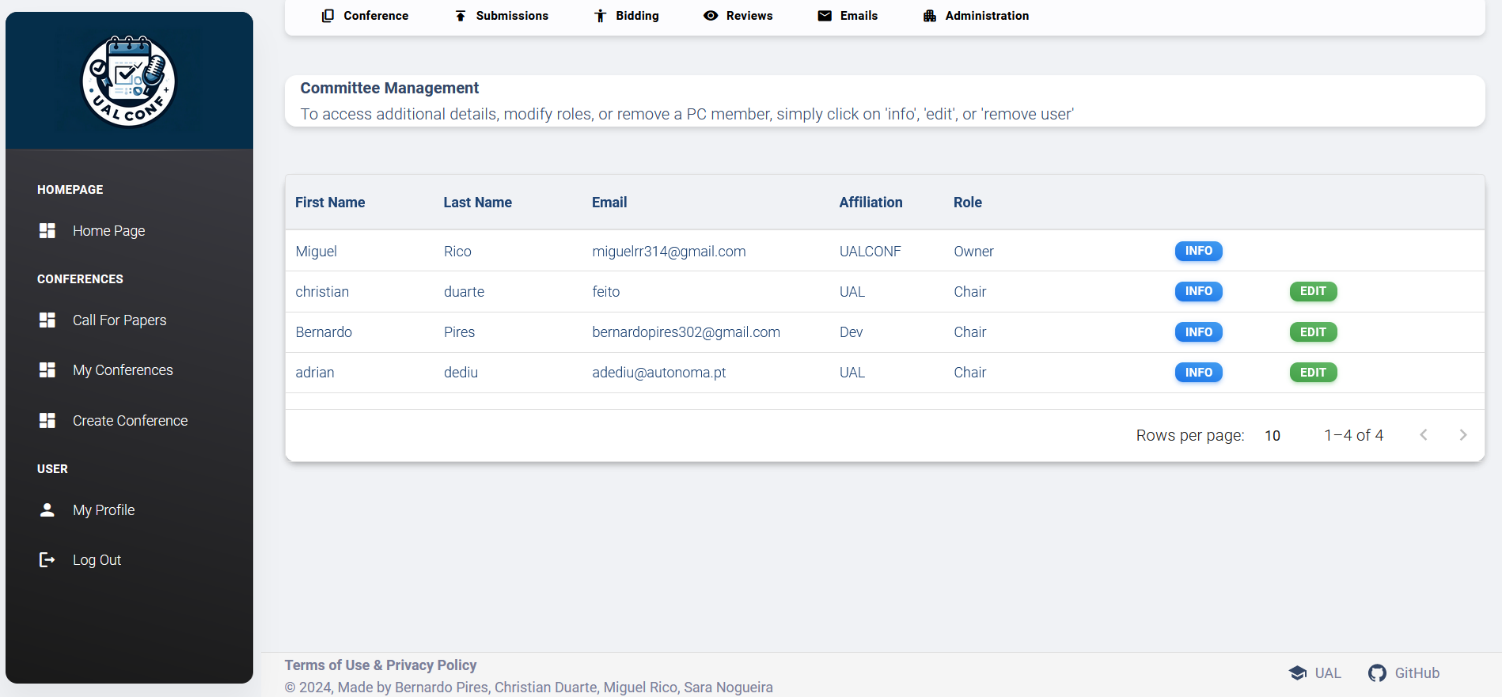 Conference Submissions Bidding Reviews Emails Administration
UAL CONF
Committee Management
To access additional details, modify roles, or remove a PC member, simply click on 'info', 'edit', or 'remove user'
HOMEPAGE
Home Page
CONFERENCES
Call For Papers
My Conferences
Create Conference
USER
My Profile
Log Out
First Name Last Name Email Affiliation Role
Miguel Rico miguelrr314@gmail.com UALCONF Owner INFO
christian duarte feito UAL Chair INFO EDIT
Bernardo Pires bernardopires302@gmail.com Dev Chair INFO EDIT
adrian dediu adediu@autonoma.pt UAL Chair INFO EDIT
Rows per page: 10 1–4 of 4
Terms of Use & Privacy Policy
© 2024, Made by Bernardo Pires, Christian Duarte, Miguel Rico, Sara Nogueira
UAL GitHub